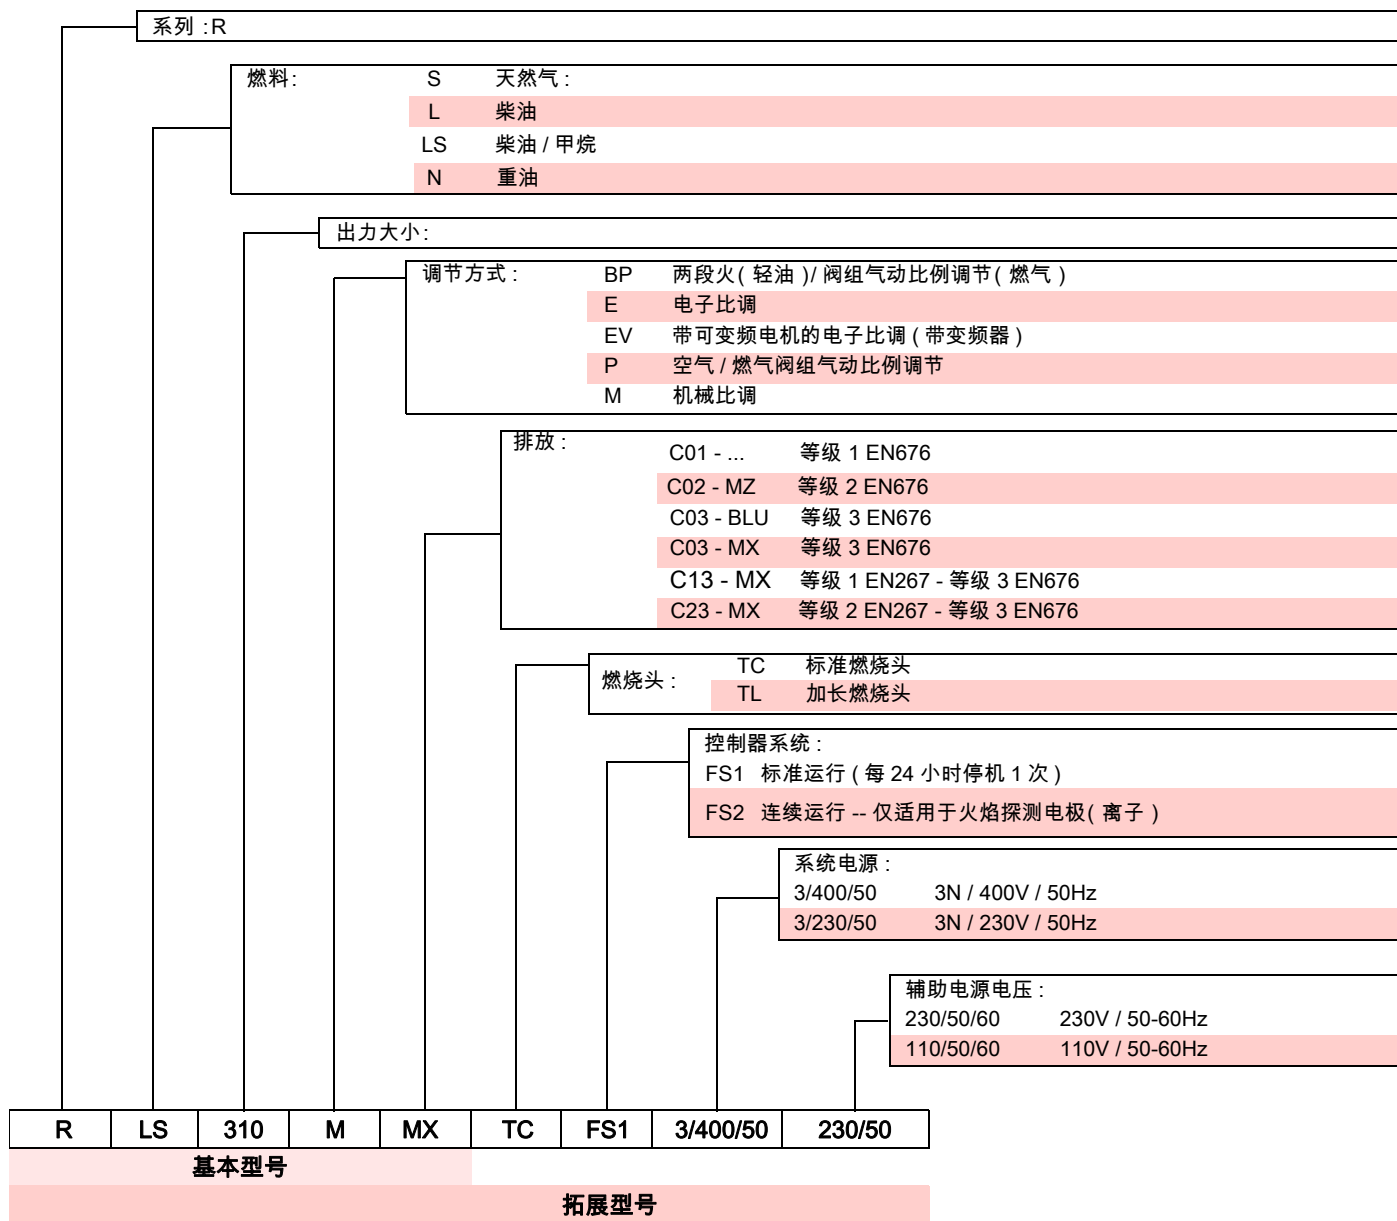 系列 :R
燃料: S 天然气 :
L 柴油
LS 柴油 / 甲烷
N 重油
出力大小:
调节方式 : BP 两段火( 轻油 )/ 阀组气动比例调节( 燃气 )
E 电子比调
EV 带可变频电机的电子比调 ( 带变频器 )
P 空气 / 燃气阀组气动比例调节
M 机械比调
排放 :
C01 - ... 等级 1 EN676
C02 - MZ 等级 2 EN676
C03 - BLU 等级 3 EN676
C03 - MX 等级 3 EN676
C13 - MX 等级 1 EN267 - 等级 3 EN676
C23 - MX 等级 2 EN267 - 等级 3 EN676
燃烧头 : TC 标准燃烧头
TL 加长燃烧头
控制器系统 :
FS1 标准运行 ( 每 24 小时停机 1 次 )
FS2 连续运行 -- 仅适用于火焰探测电极( 离子 )
系统电源 :
3/400/50 3N / 400V / 50Hz
3/230/50 3N / 230V / 50Hz
辅助电源电压 :
230/50/60 230V / 50-60Hz
110/50/60 110V / 50-60Hz
R LS 310 M MX TC FS1 3/400/50 230/50
基本型号
拓展型号